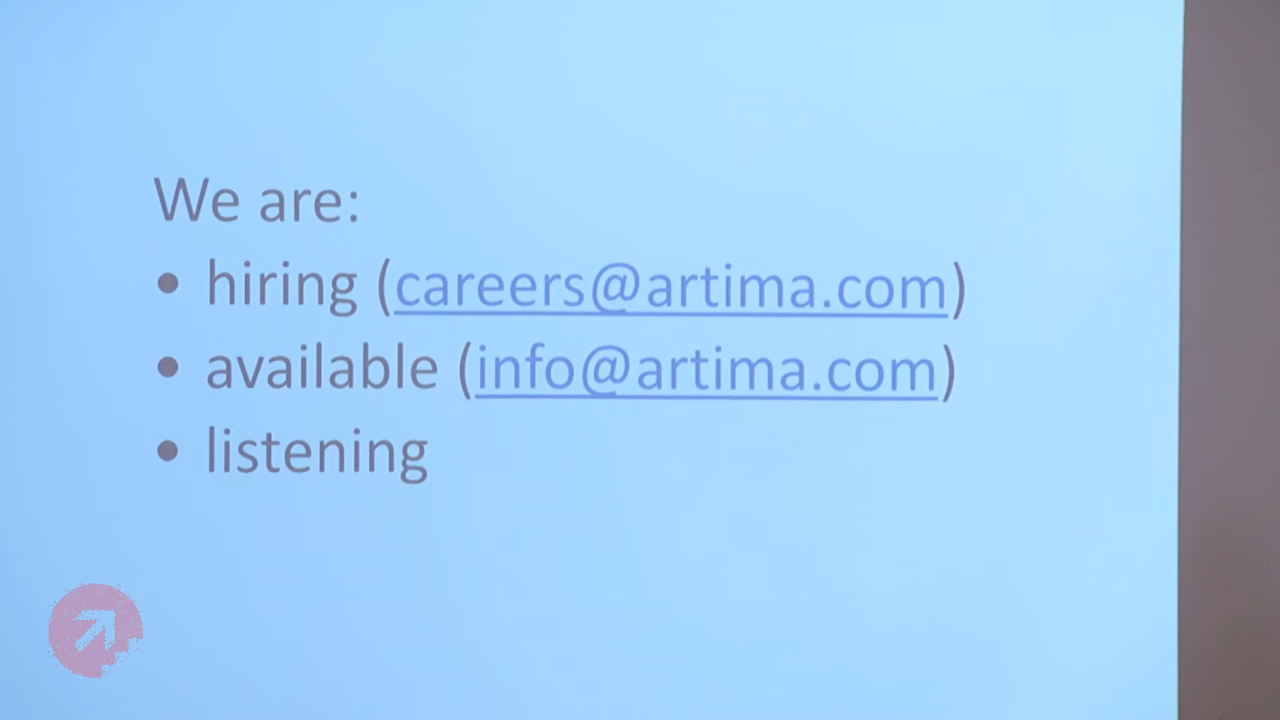 We are:
• hiring (careers@artima.com)
• available (info@artima.com)
• listening